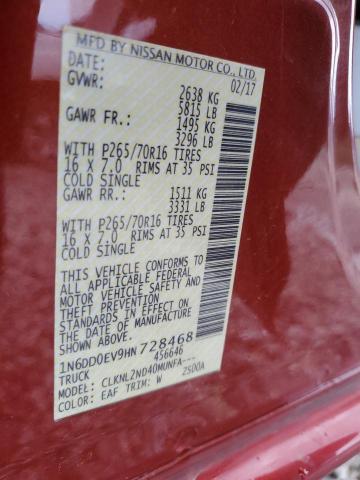 MFD BY NISSAN MOTOR CO., LTD.
DATE: 02/17
GVWR: 2638 KG
5815 LB
GAWR FR.: 1495 KG
3296 LB
WITH P265/70R16 TIRES
16 X 7.0 RIMS AT 35 PSI
COLD SINGLE
GAWR RR.: 1511 KG
3331 LB
WITH P265/70R16 TIRES
16 X 7.0 RIMS AT 35 PSI
COLD SINGLE
THIS VEHICLE CONFORMS TO
ALL APPLICABLE FEDERAL
MOTOR VEHICLE SAFETY AND
THEFT PREVENTION
STANDARDS IN EFFECT ON
THE DATE OF MANUFACTURE
SHOWN ABOVE.
1N6DD0EV9HN 728468
TRUCK 456646
MODEL: CLKNL2ND40MUNFA---
COLOR: EAF TRIM: W 2500A